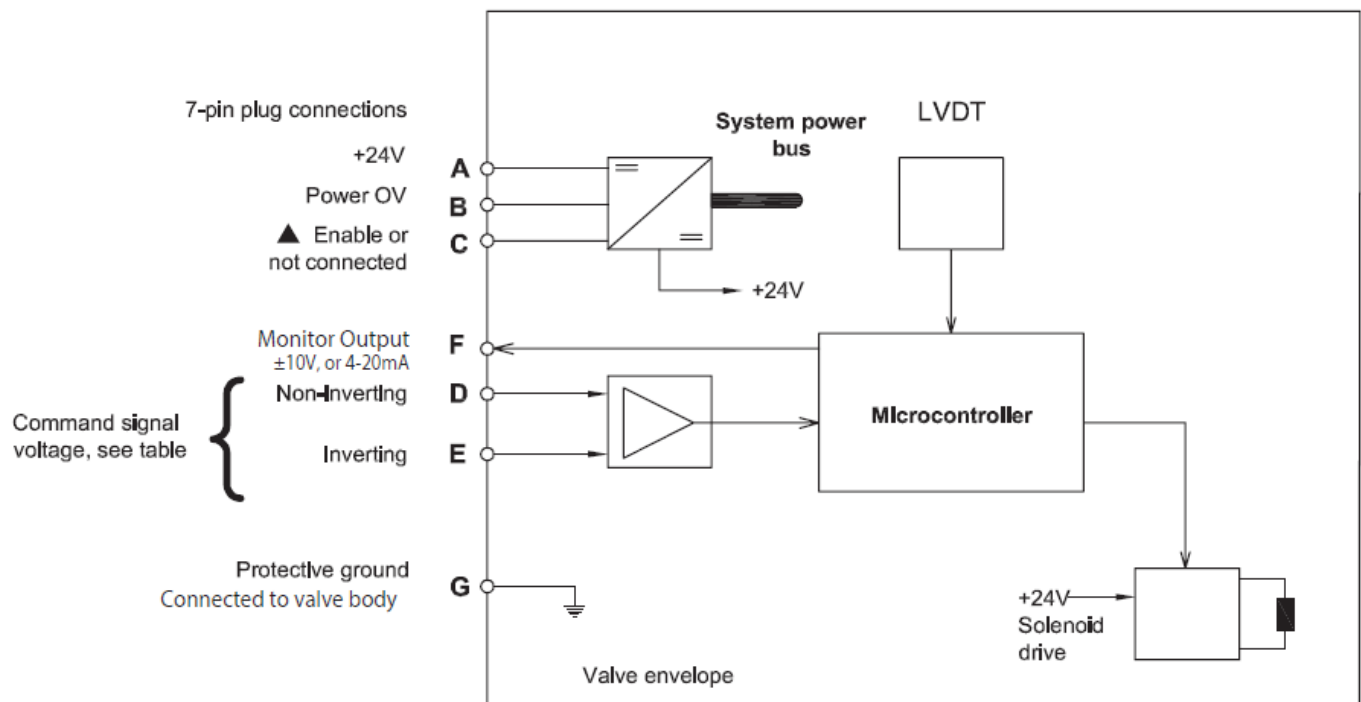 7-pin plug connections
+24V
A
Power OV
B
▲ Enable or
not connected
C
System power
bus
LVDT
+24V
Monitor Output
±10V, or 4-20mA
F
Command signal
voltage, see table
Non-Inverting
D
Inverting
E
Microcontroller
Protective ground
Connected to valve body
G
+24V
Solenoid
drive
Valve envelope